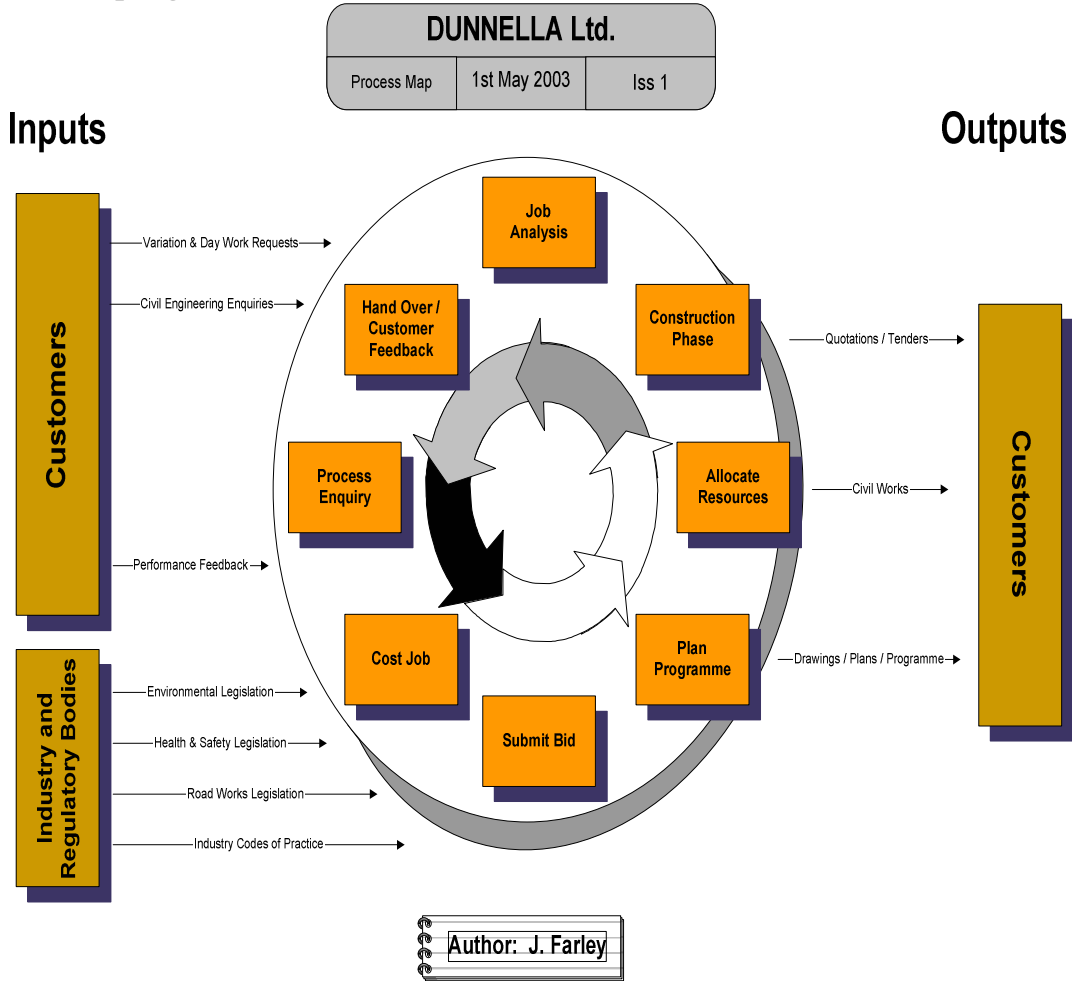 DUNNELLA Ltd.
Process Map
1st May 2003
Iss 1
Inputs
Outputs
Customers
Variation & Day Work Requests
Civil Engineering Enquiries
Performance Feedback
Industry and
Regulatory Bodies
Environmental Legislation
Health & Safety Legislation
Road Works Legislation
Industry Codes of Practice
Job
Analysis
Hand Over /
Customer
Feedback
Construction
Phase
Process
Enquiry
Allocate
Resources
Cost Job
Plan
Programme
Submit Bid
Quotations / Tenders
Civil Works
Drawings / Plans / Programme
Customers
Author: J. Farley